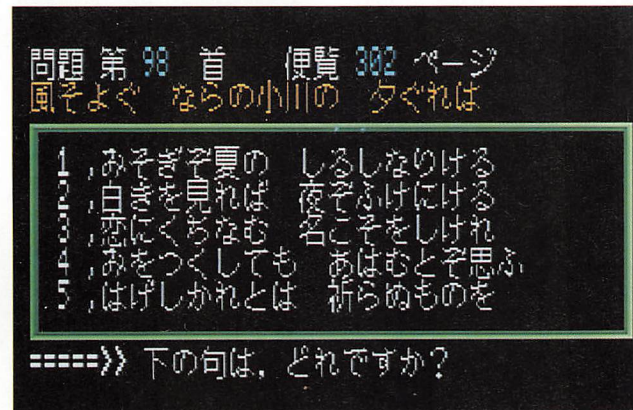 問題 第 98 首 便覧 302 ページ
風そよぐ ならの小川の 夕ぐれは
1,みそぎぞ夏の しるしなりける
2,白きを見れば 夜ぞふけにける
3,恋にくちなむ 名こそをしけれ
4,みをつくしても あはむとぞ思ふ
5,はげしかれとは 祈らぬものを
=====》 下の句は, どれですか?